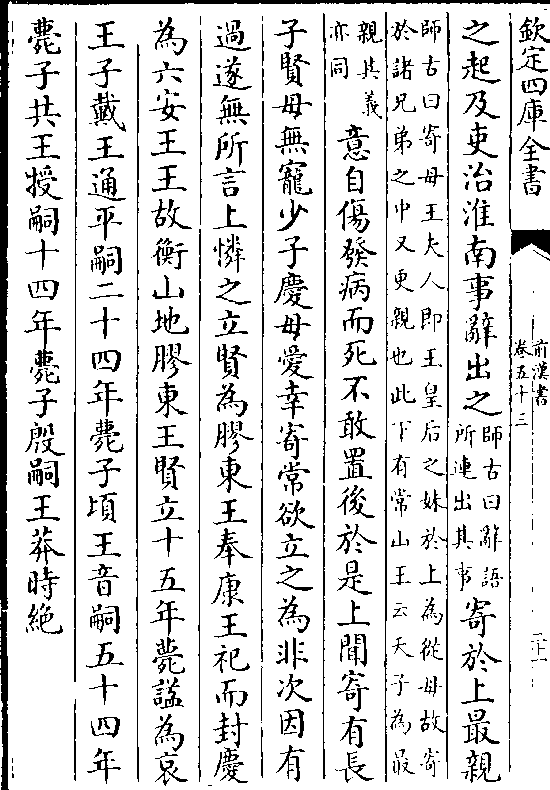 欽定四庫全書
前漢書
卷五十三
二十一
之起及吏治淮南事辭出之師古曰辭語所連出其事寄於上最親
師古曰寄母王夫人即王皇后之妹於上為從母故寄
於諸兄弟之中又更親也此下有常山王云天子為最
親其義亦同意自傷發病而死不敢置後於是上聞寄有長
子賢母無寵少子慶母愛幸寄常欲立之為非次因有
過遂無所言上憐之立賢為膠東王奉康王祀而封慶
為六安王王故衡山地膠東王賢立十五年薨諡為哀
王子戴王通平嗣二十四年薨子頃王音嗣五十四年
薨子共王授嗣十四年薨子殷嗣王莽時絕